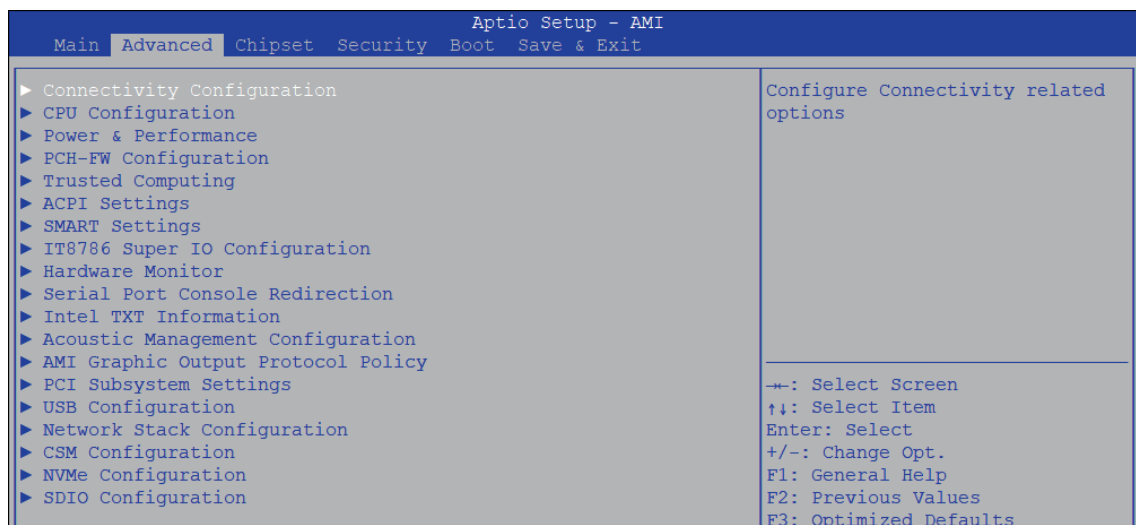 Aptio Setup - AMI
Main Advanced Chipset Security Boot Save & Exit
► Connectivity Configuration
► CPU Configuration
► Power & Performance
► PCH-FW Configuration
► Trusted Computing
► ACPI Settings
► SMART Settings
► IT8786 Super IO Configuration
► Hardware Monitor
► Serial Port Console Redirection
► Intel TXT Information
► Acoustic Management Configuration
► AMI Graphic Output Protocol Policy
► PCI Subsystem Settings
► USB Configuration
► Network Stack Configuration
► CSM Configuration
► NVMe Configuration
► SDIO Configuration
Configure Connectivity related
options
→←: Select Screen
↑↓: Select Item
Enter: Select
+/-: Change Opt.
F1: General Help
F2: Previous Values
F3: Optimized Defaults